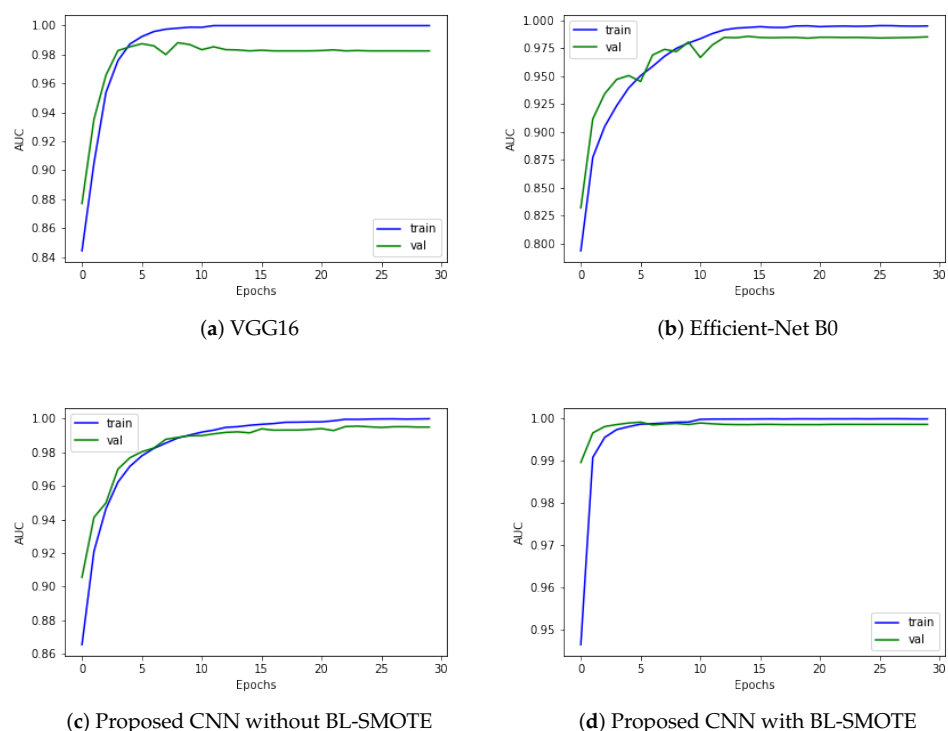 1.00
0.98
0.96
0.94
0.92
0.90
0.88
0.86
0.84
AUC
train
val
0 5 10 15 20 25 30
Epochs
(a) VGG16
1.000
0.975
0.950
0.925
0.900
0.875
0.850
0.825
0.800
AUC
train
val
0 5 10 15 20 25 30
Epochs
(b) Efficient-Net B0
1.00
0.98
0.96
0.94
0.92
0.90
0.88
0.86
AUC
train
val
0 5 10 15 20 25 30
Epochs
(c) Proposed CNN without BL-SMOTE
1.00
0.99
0.98
0.97
0.96
0.95
AUC
train
val
0 5 10 15 20 25 30
Epochs
(d) Proposed CNN with BL-SMOTE